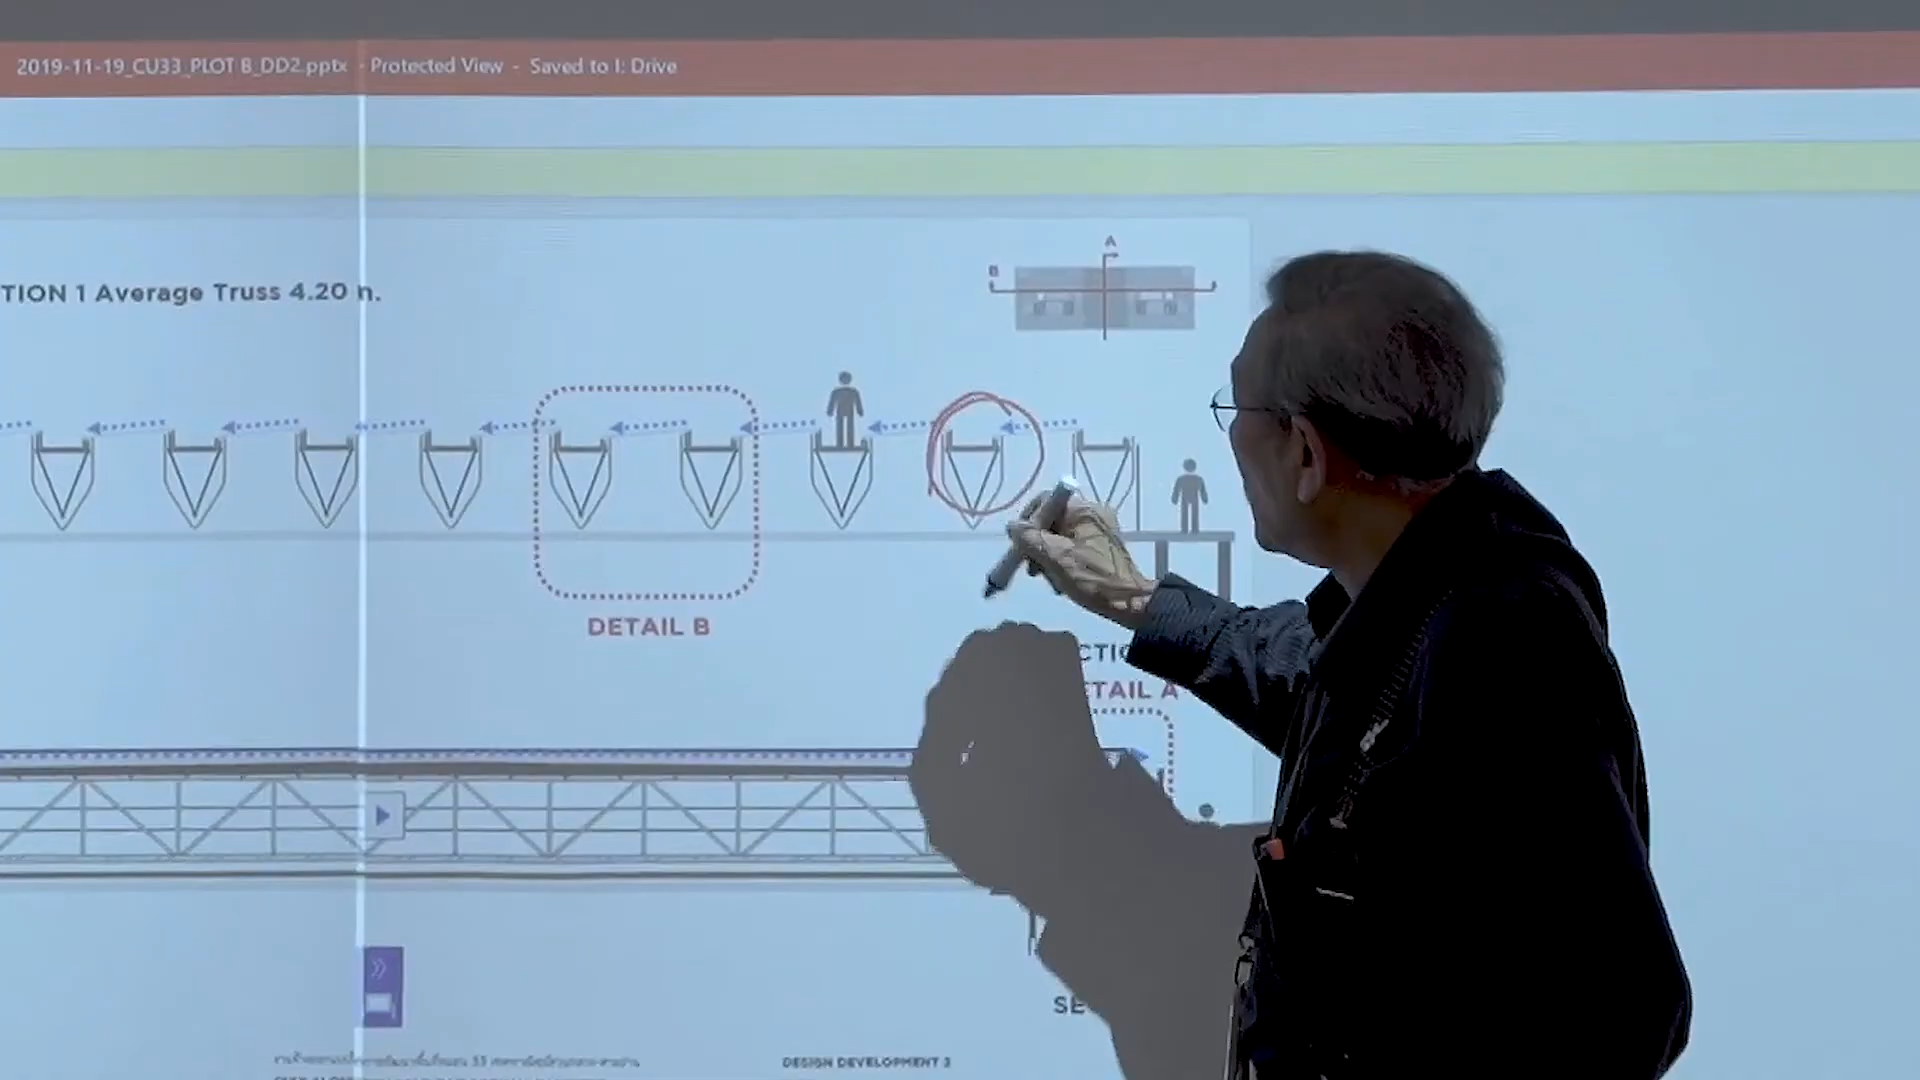 2019-11-19_CU33_PLOT B_DD2.pptx - Protected View - Saved to I: Drive
A
B
TION 1 Average Truss 4.20 n.
DETAIL B
CTIO
ETAIL A
SE
DESIGN DEVELOPMENT 3